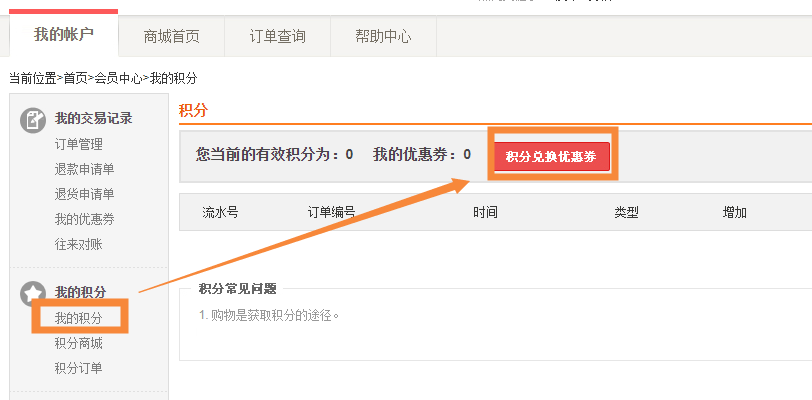 我的帐户 商城首页 订单查询 帮助中心
当前位置>首页>会员中心>我的积分
我的交易记录
订单管理
退款申请单
退货申请单
我的优惠券
往来对账
我的积分
我的积分
积分商城
积分订单
积分
您当前的有效积分为：0 我的优惠券：0 积分兑换优惠券
流水号 订单编号 时间 类型 增加
积分常见问题
1. 购物是获取积分的途径。